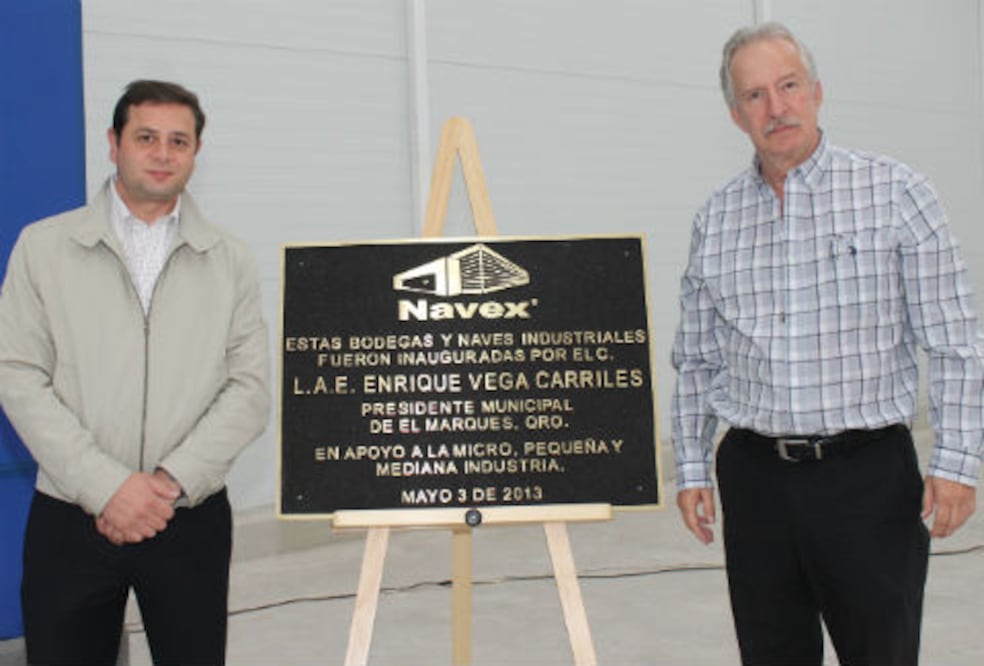 Navex
ESTAS BODEGAS Y NAVES INDUSTRIALES
FUERON INAUGURADAS POR EL C.
L.A.E. ENRIQUE VEGA CARRILES
PRESIDENTE MUNICIPAL
DE EL MARQUES, QRO.
EN APOYO A LA MICRO, PEQUEÑA Y
MEDIANA INDUSTRIA.
MAYO 3 DE 2013